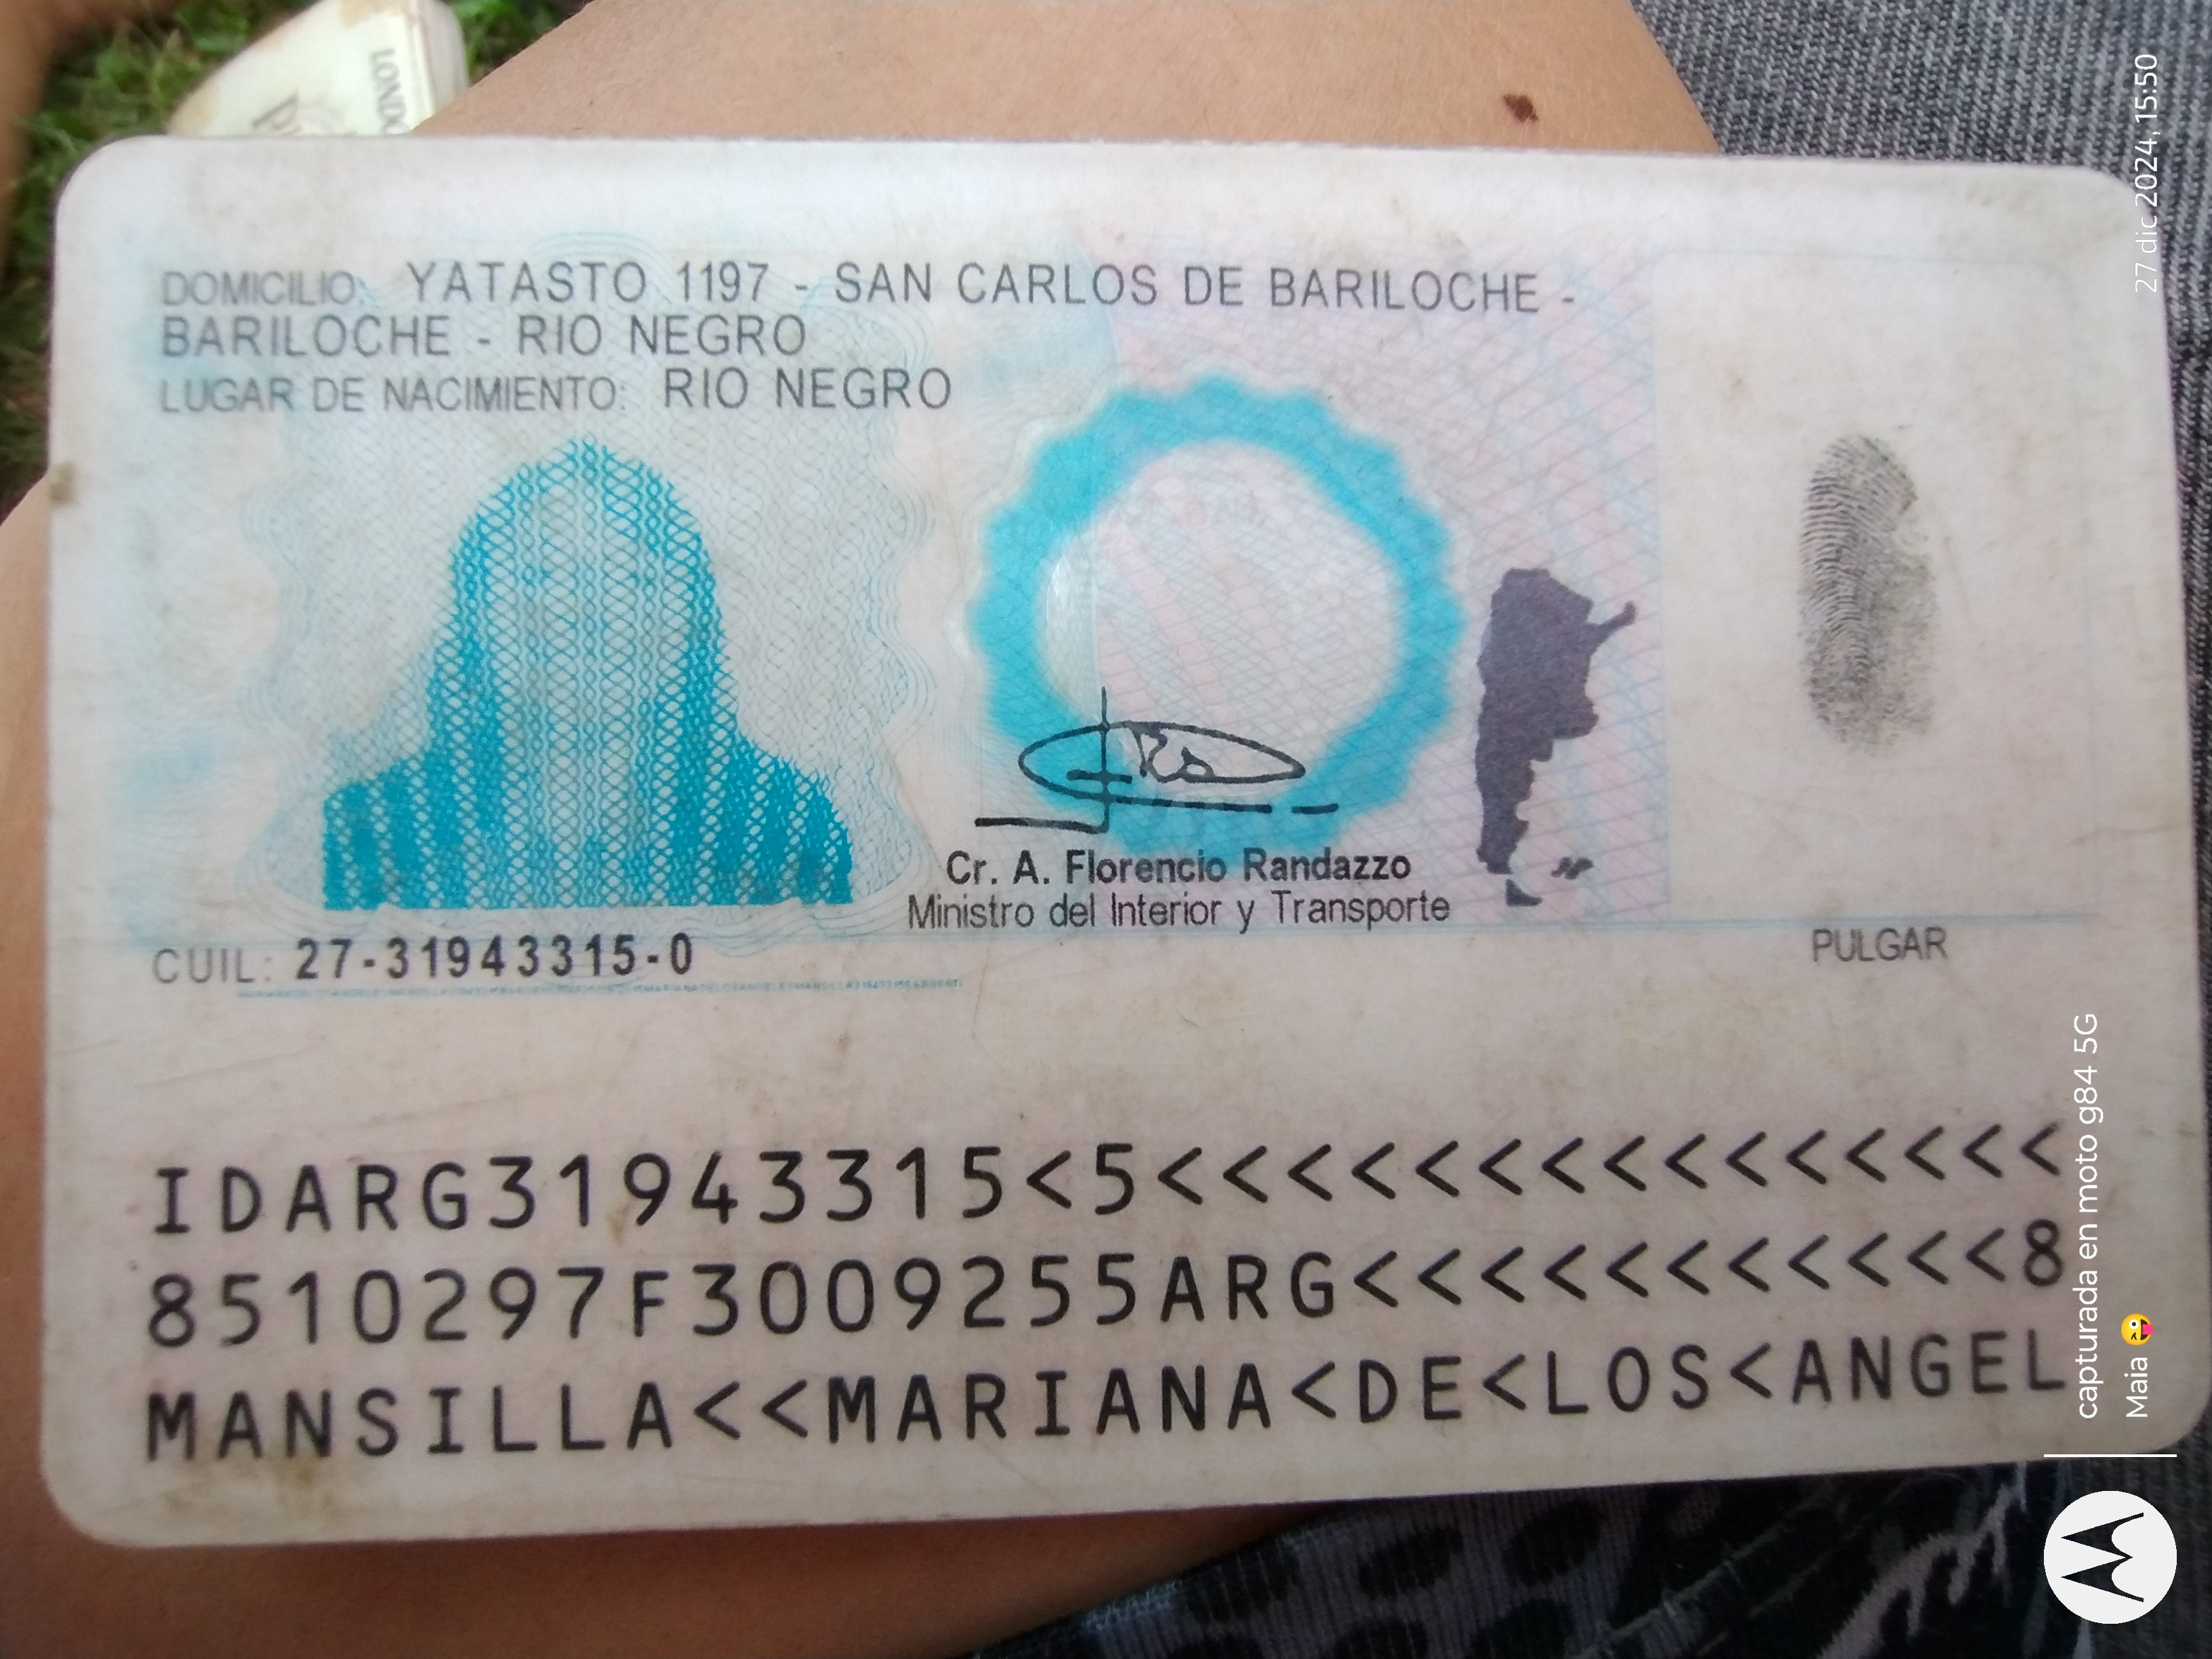 DOMICILIO: YATASTO 1197 - SAN CARLOS DE BARILOCHE -
BARILOCHE - RIO NEGRO
LUGAR DE NACIMIENTO: RIO NEGRO
Cr. A. Florencio Randazzo
Ministro del Interior y Transporte
CUIL: 27-31943315-0
PULGAR
IDARG31943315<5<<<<<<<<<<<<<<<
8510297F3009255ARG<<<<<<<<<<<8
MANSILLA<<MARIANA<DE<LOS<ANGEL
capturada en moto g84 5G
Maia 😜
27 dic 2024, 15:50